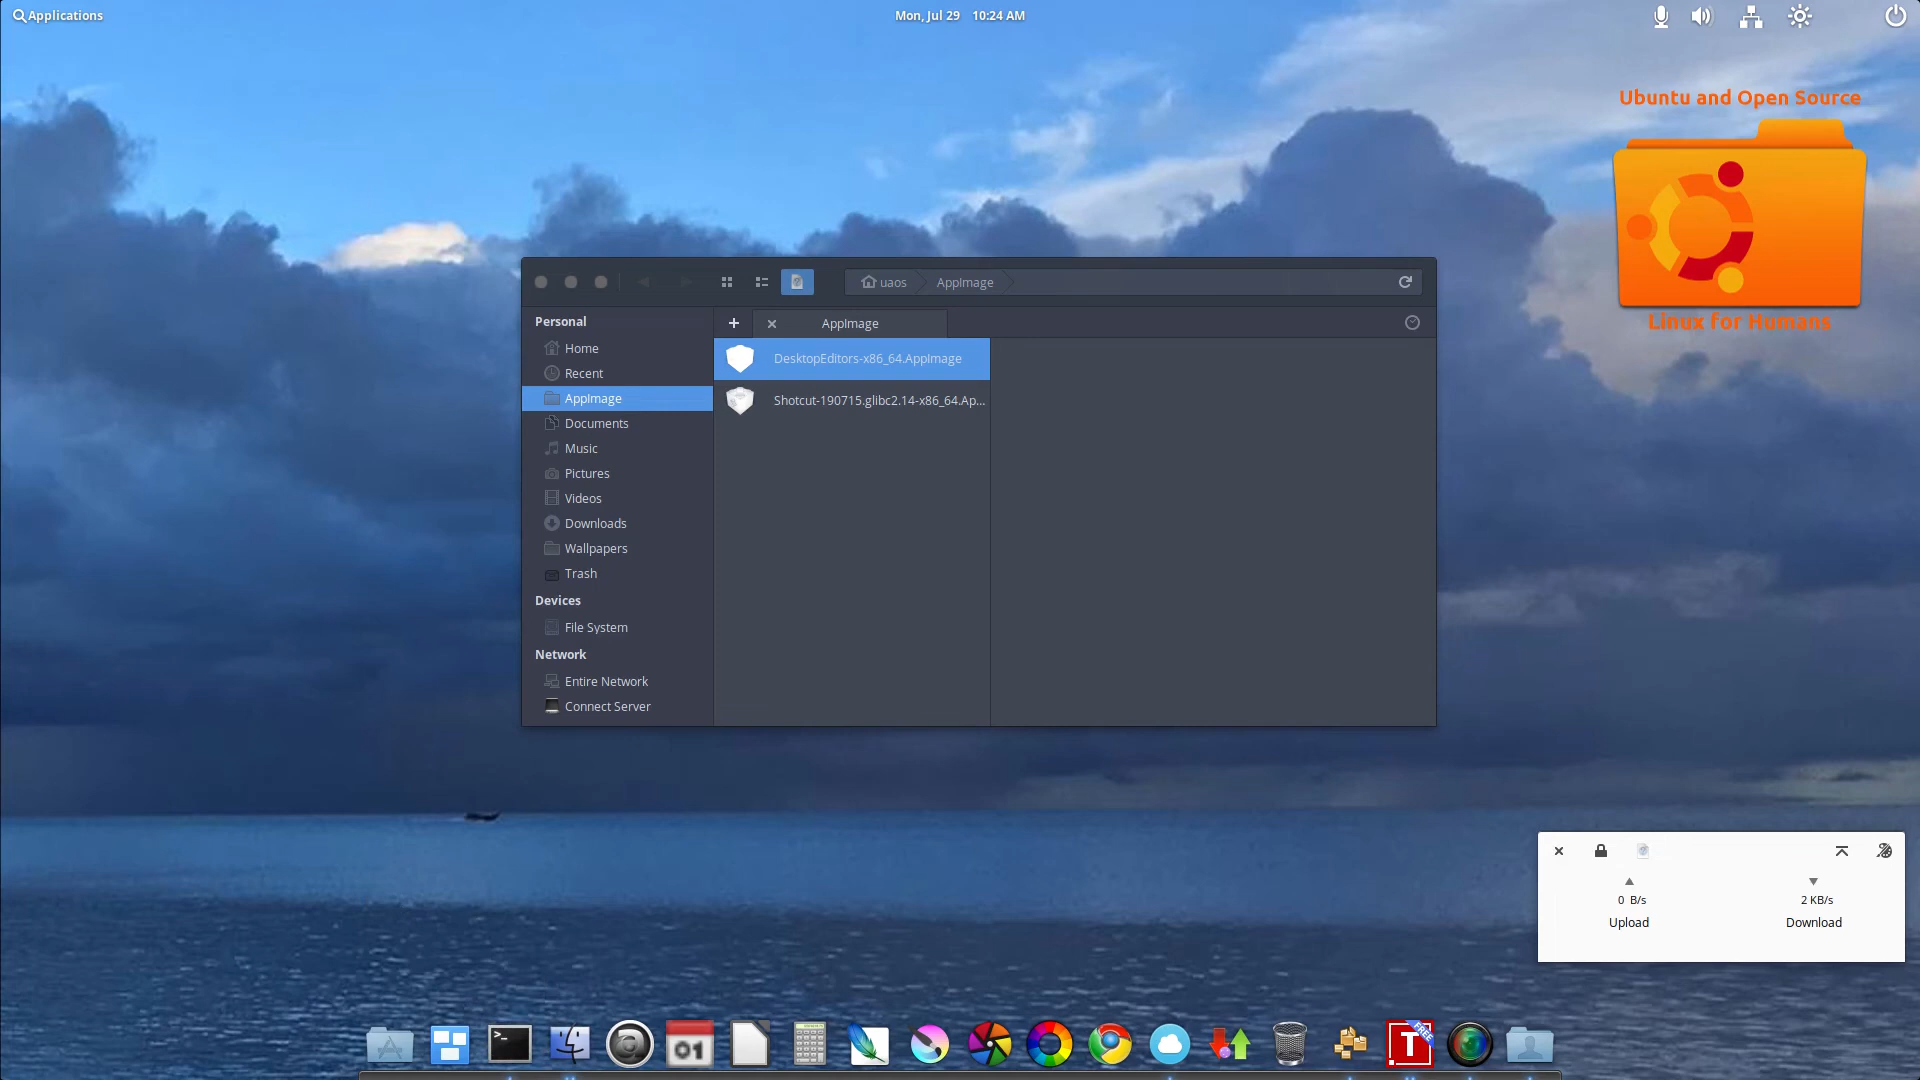 Applications
Mon, Jul 29 10:24 AM
Ubuntu and Open Source
Linux for Humans
uaos
AppImage
Personal
Home
Recent
AppImage
Documents
Music
Pictures
Videos
Downloads
Wallpapers
Trash
Devices
File System
Network
Entire Network
Connect Server
+ × AppImage
DesktopEditors-x86_64.AppImage
Shotcut-190715.glibc2.14-x86_64.Ap...
0 B/s
2 KB/s
Upload
Download
>_
01
T
FREE